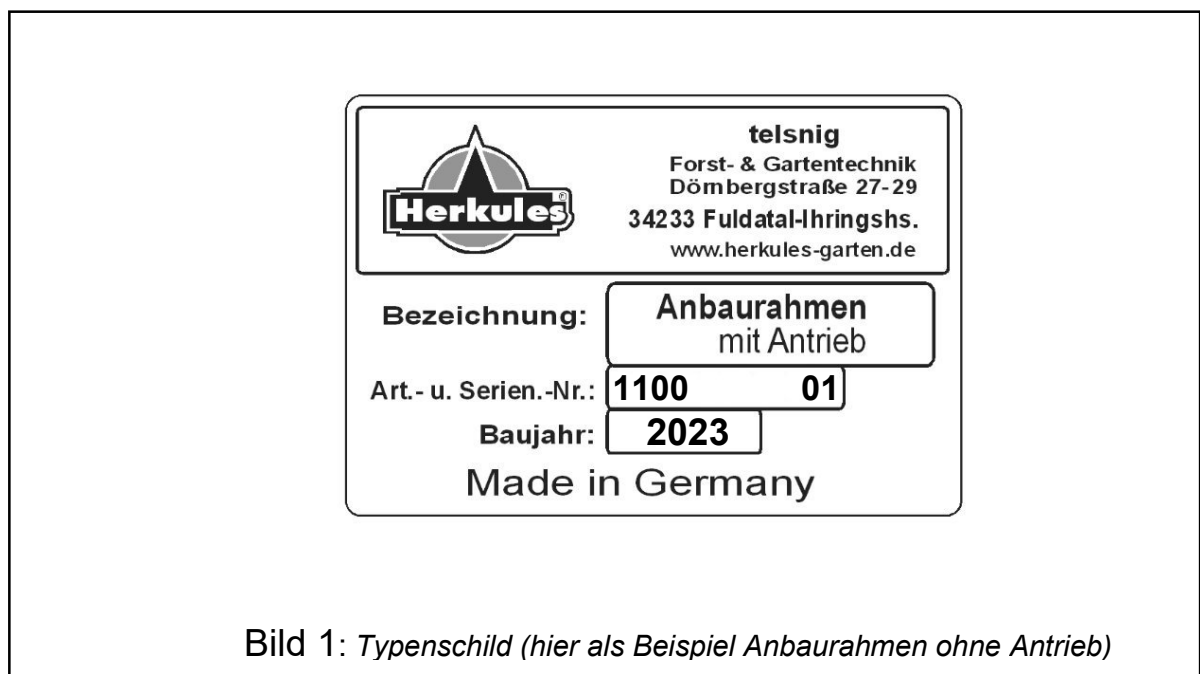 Herkules®
telsnig
Forst- & Gartentechnik
Dörnbergstraße 27-29
34233 Fuldatal-Ihringshs.
www.herkules-garten.de
Bezeichnung: Anbaurahmen
mit Antrieb
Art.- u. Serien.-Nr.: 1100 01
Baujahr: 2023
Made in Germany
Bild 1: Typenschild (hier als Beispiel Anbaurahmen ohne Antrieb)